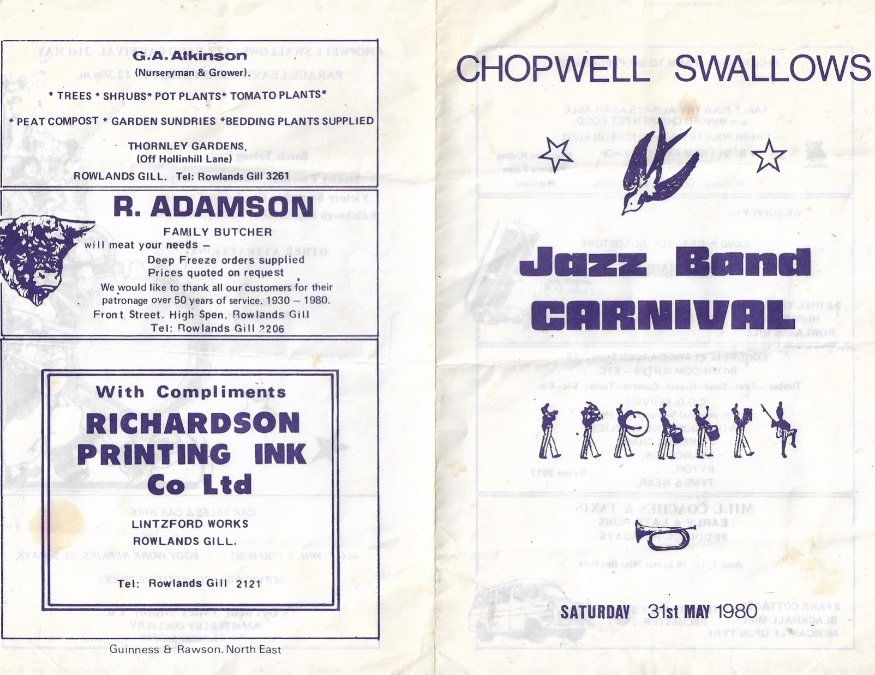 G.A. Atkinson
(Nurseryman & Grower).
* TREES * SHRUBS* POT PLANTS* TOMATO PLANTS*
* PEAT COMPOST * GARDEN SUNDRIES *BEDDING PLANTS SUPPLIED
THORNLEY GARDENS,
(Off Hollinhill Lane)
ROWLANDS GILL. Tel: Rowlands Gill 3261
R. ADAMSON
FAMILY BUTCHER
will meat your needs —
Deep Freeze orders supplied
Prices quoted on request
We would like to thank all our customers for their
patronage over 50 years of service. 1930 – 1980.
Front Street. High Spen, Rowlands Gill
Tel: Rowlands Gill 2206
With Compliments
RICHARDSON
PRINTING INK
Co Ltd
LINTZFORD WORKS
ROWLANDS GILL.
Tel: Rowlands Gill 2121
Guinness & Rawson. North East
CHOPWELL SWALLOWS
Jazz Band
CARNIVAL
SATURDAY 31st MAY 1980